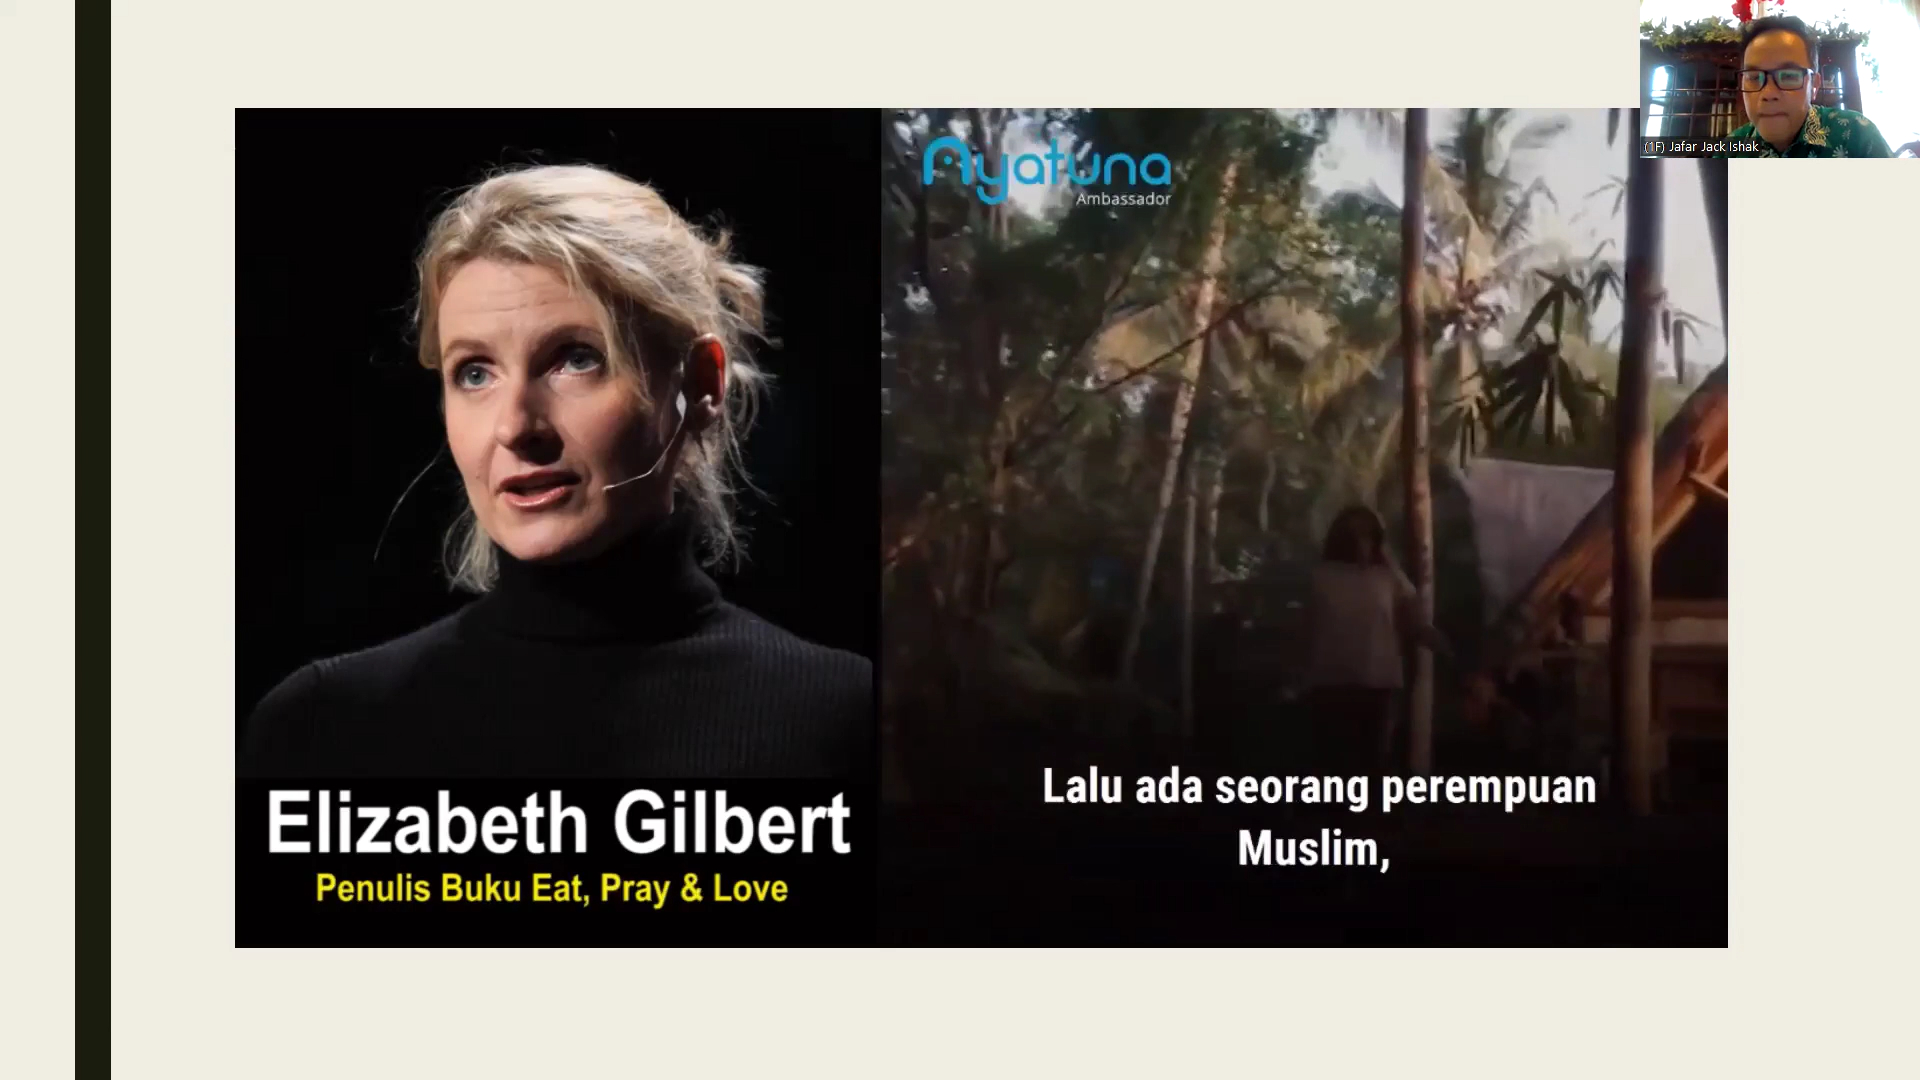 (1F) Jafar Jack Ishak
Ayatuna
Ambassador
Lalu ada seorang perempuan
Muslim,
Elizabeth Gilbert
Penulis Buku Eat, Pray & Love